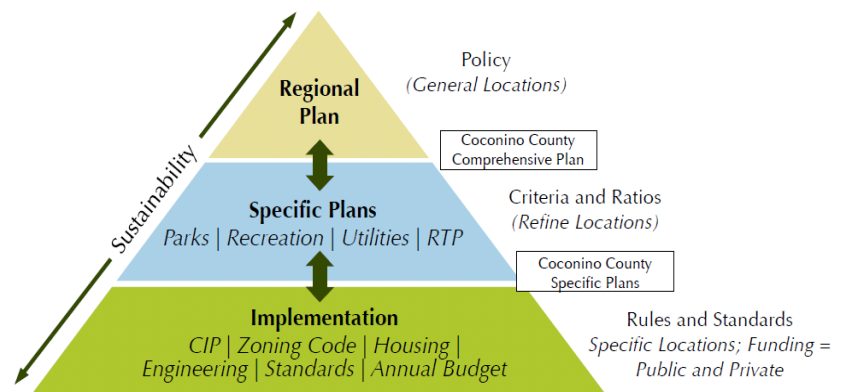 Sustainability
Regional
Plan
Policy
(General Locations)
Coconino County
Comprehensive Plan
Specific Plans
Parks | Recreation | Utilities | RTP
Criteria and Ratios
(Refine Locations)
Coconino County
Specific Plans
Implementation
CIP | Zoning Code | Housing |
Engineering | Standards | Annual Budget
Rules and Standards
Specific Locations; Funding =
Public and Private